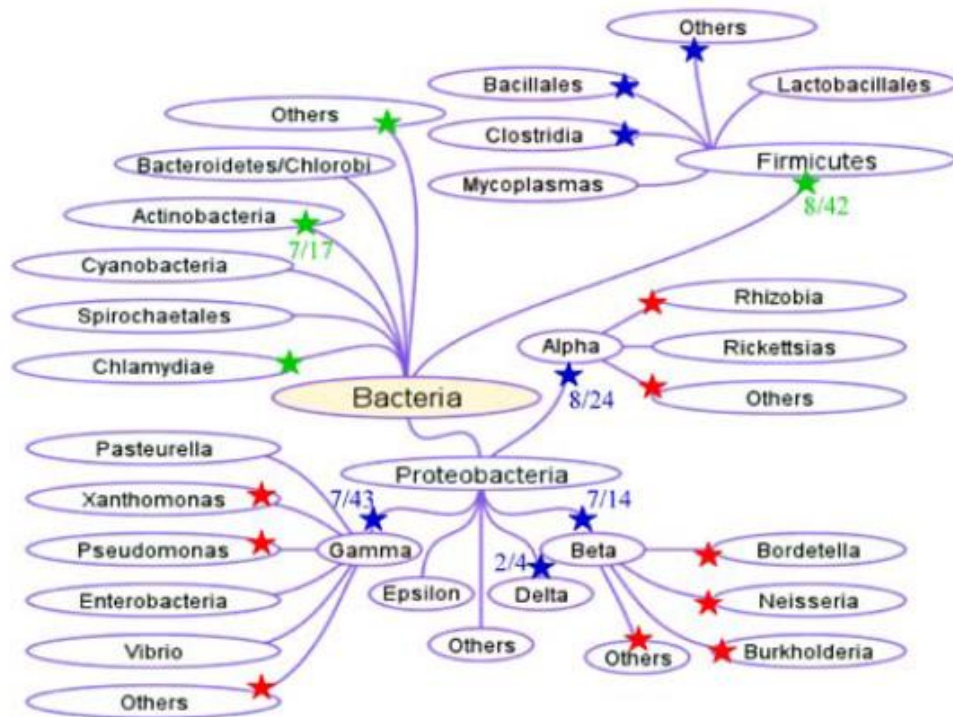 Others
Bacillales
Lactobacillales
Others
Clostridia
Bacteroidetes/Chlorobi
Firmicutes
Mycoplasmas
8/42
Actinobacteria
7/17
Cyanobacteria
Rhizobia
Spirochaetales
Alpha
Rickettsias
Chlamydiae
Bacteria
8/24
Others
Pasteurella
Proteobacteria
Xanthomonas
7/43
7/14
Pseudomonas
Gamma
2/4
Beta
Bordetella
Enterobacteria
Epsilon
Delta
Neisseria
Vibrio
Others
Others
Burkholderia
Others